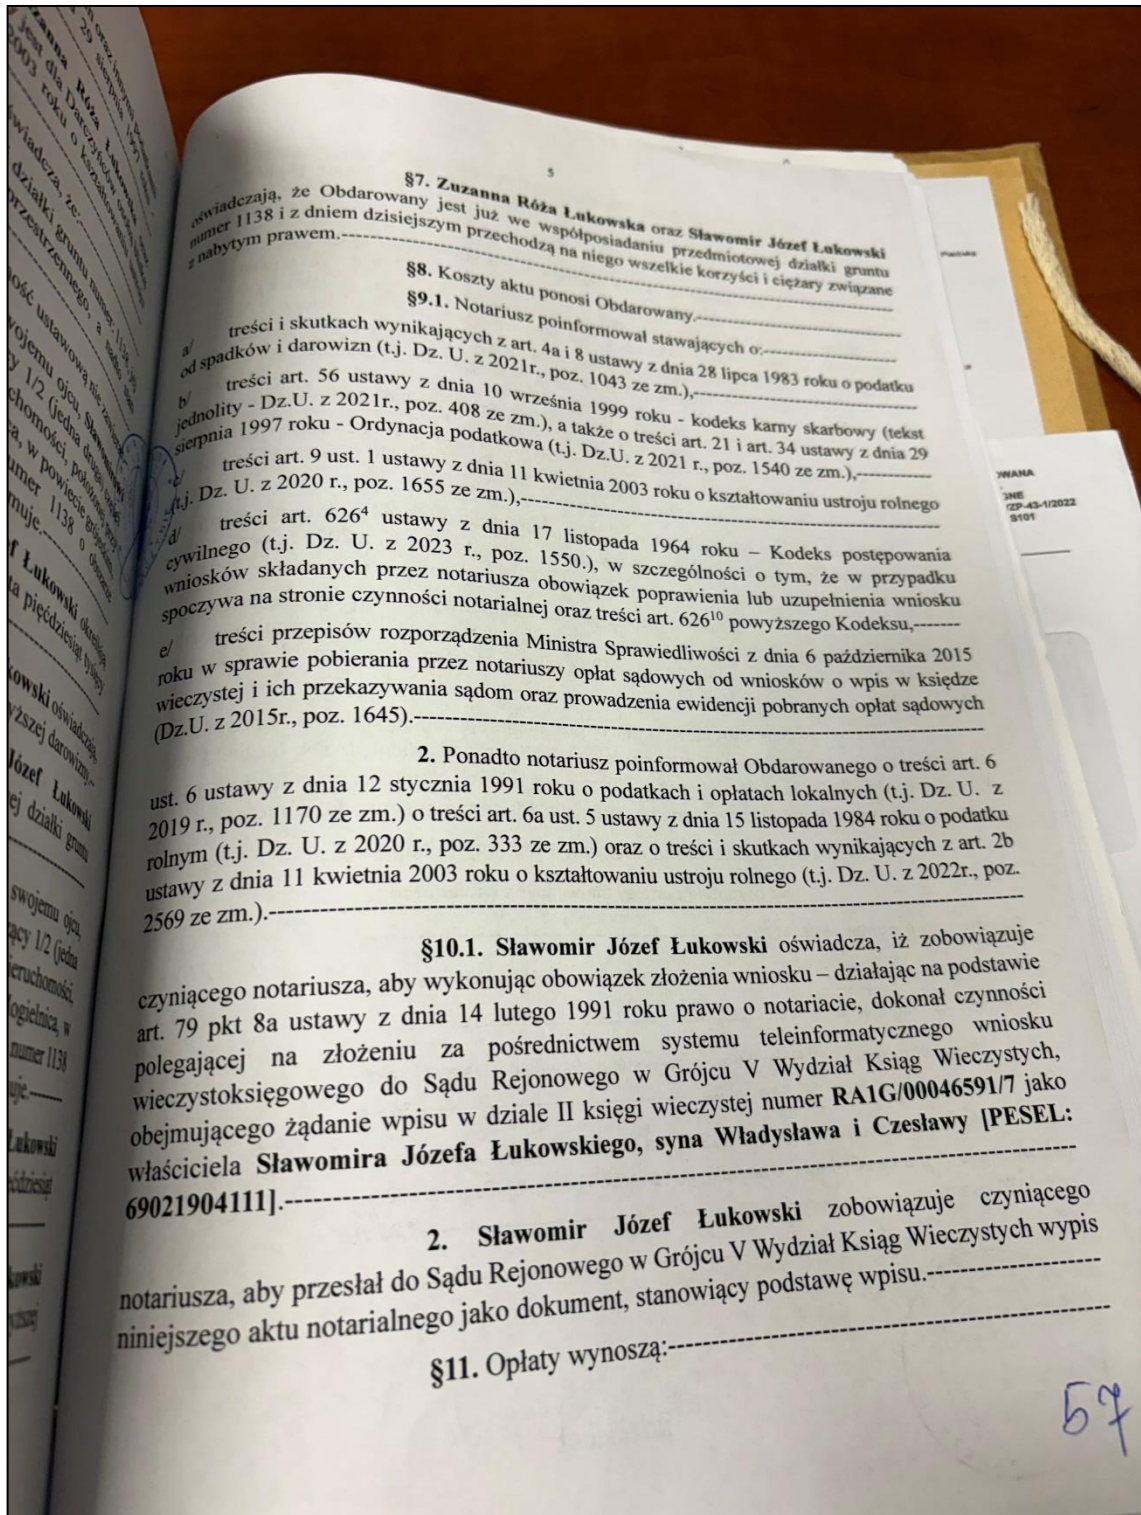 5
§7. Zuzanna Róża Łukowska oraz Sławomir Józef Łukowski
oświadczają, że Obdarowany jest już we współposiadaniu przedmiotowej działki gruntu
numer 1138 i z dniem dzisiejszym przechodzą na niego wszelkie korzyści i ciężary związane
z nabytym prawem.-----
§8. Koszty aktu ponosi Obdarowany.-----
§9.1. Notariusz poinformował stawających o:-----
a/ treści i skutkach wynikających z art. 4a i 8 ustawy z dnia 28 lipca 1983 roku o podatku
od spadków i darowizn (t.j. Dz. U. z 2021r., poz. 1043 ze zm.),-----
b/ treści art. 56 ustawy z dnia 10 września 1999 roku - kodeks karny skarbowy (tekst
jednolity - Dz.U. z 2021r., poz. 408 ze zm.), a także o treści art. 21 i art. 34 ustawy z dnia 29
sierpnia 1997 roku - Ordynacja podatkowa (t.j. Dz.U. z 2021 r., poz. 1540 ze zm.),-----
c/ treści art. 9 ust. 1 ustawy z dnia 11 kwietnia 2003 roku o kształtowaniu ustroju rolnego
(t.j. Dz. U. z 2020 r., poz. 1655 ze zm.),-----
d/ treści art. 626⁴ ustawy z dnia 17 listopada 1964 roku – Kodeks postępowania
cywilnego (t.j. Dz. U. z 2023 r., poz. 1550.), w szczególności o tym, że w przypadku
wniosków składanych przez notariusza obowiązek poprawienia lub uzupełnienia wniosku
spoczywa na stronie czynności notarialnej oraz treści art. 626¹⁰ powyższego Kodeksu,-----
e/ treści przepisów rozporządzenia Ministra Sprawiedliwości z dnia 6 października 2015
roku w sprawie pobierania przez notariuszy opłat sądowych od wniosków o wpis w księdze
wieczystej i ich przekazywania sądom oraz prowadzenia ewidencji pobranych opłat sądowych
(Dz.U. z 2015r., poz. 1645).-----
2. Ponadto notariusz poinformował Obdarowanego o treści art. 6
ust. 6 ustawy z dnia 12 stycznia 1991 roku o podatkach i opłatach lokalnych (t.j. Dz. U. z
2019 r., poz. 1170 ze zm.) o treści art. 6a ust. 5 ustawy z dnia 15 listopada 1984 roku o podatku
rolnym (t.j. Dz. U. z 2020 r., poz. 333 ze zm.) oraz o treści i skutkach wynikających z art. 2b
ustawy z dnia 11 kwietnia 2003 roku o kształtowaniu ustroju rolnego (t.j. Dz. U. z 2022r., poz.
2569 ze zm.).-----
§10.1. Sławomir Józef Łukowski oświadcza, iż zobowiązuje
czyniącego notariusza, aby wykonując obowiązek złożenia wniosku – działając na podstawie
art. 79 pkt 8a ustawy z dnia 14 lutego 1991 roku prawo o notariacie, dokonał czynności
polegającej na złożeniu za pośrednictwem systemu teleinformatycznego wniosku
wieczystoksięgowego do Sądu Rejonowego w Grójcu V Wydział Ksiąg Wieczystych,
obejmującego żądanie wpisu w dziale II księgi wieczystej numer RA1G/00046591/7 jako
właściciela Sławomira Józefa Łukowskiego, syna Władysława i Czesławy [PESEL:
69021904111].-----
2. Sławomir Józef Łukowski zobowiązuje czyniącego
notariusza, aby przesłał do Sądu Rejonowego w Grójcu V Wydział Ksiąg Wieczystych wypis
niniejszego aktu notarialnego jako dokument, stanowiący podstawę wpisu.-----
§11. Opłaty wynoszą:-----
57